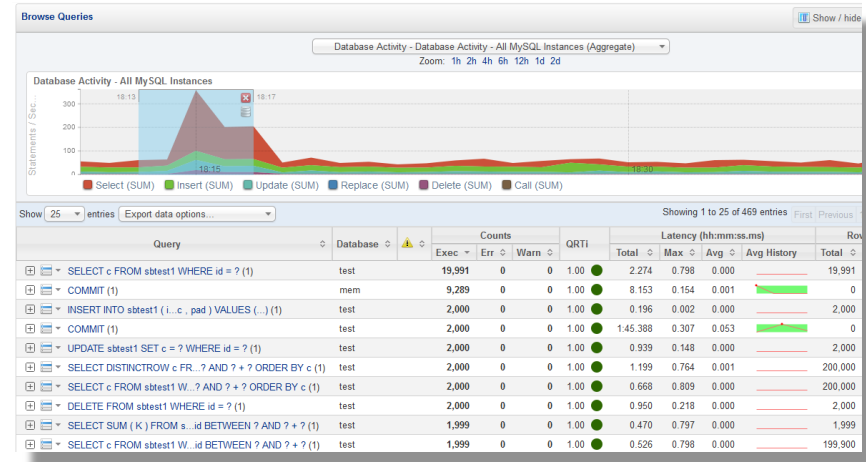 Browse Queries
Show / hide
Database Activity - Database Activity - All MySQL Instances (Aggregate)
Zoom: 1h 2h 4h 6h 12h 1d 2d
Database Activity - All MySQL Instances
18:13 18:17
Statements / Sec...
300
200
100
0
18:15 18:30
Select (SUM) Insert (SUM) Update (SUM) Replace (SUM) Delete (SUM) Call (SUM)
Show 25 entries Export data options... Showing 1 to 25 of 469 entries First Previous
Counts Latency (hh:mm:ss.ms) Ro
Query Database QRTi
Exec Err Warn Total Max Avg Avg History Total
SELECT c FROM sbtest1 WHERE id = ? (1) test 19,991 0 0 1.00 2.274 0.798 0.000 19,991
COMMIT (1) mem 9,289 0 0 1.00 8.153 0.154 0.001 0
INSERT INTO sbtest1 ( i...c , pad ) VALUES (...) (1) test 2,000 0 0 1.00 0.196 0.002 0.000 2,000
COMMIT (1) test 2,000 0 0 1.00 1:45.388 0.307 0.053 0
UPDATE sbtest1 SET c = ? WHERE id = ? (1) test 2,000 0 0 1.00 0.939 0.148 0.000 2,000
SELECT DISTINCTROW c FR...? AND ? + ? ORDER BY c (1) test 2,000 0 0 1.00 1.199 0.764 0.001 200,000
SELECT c FROM sbtest1 W...? AND ? + ? ORDER BY c (1) test 2,000 0 0 1.00 0.668 0.809 0.000 200,000
DELETE FROM sbtest1 WHERE id = ? (1) test 2,000 0 0 1.00 0.950 0.218 0.000 2,000
SELECT SUM ( K ) FROM s...id BETWEEN ? AND ? + ? (1) test 1,999 0 0 1.00 0.470 0.797 0.000 1,999
SELECT c FROM sbtest1 W...id BETWEEN ? AND ? + ? (1) test 1,999 0 0 1.00 0.526 0.798 0.000 199,900